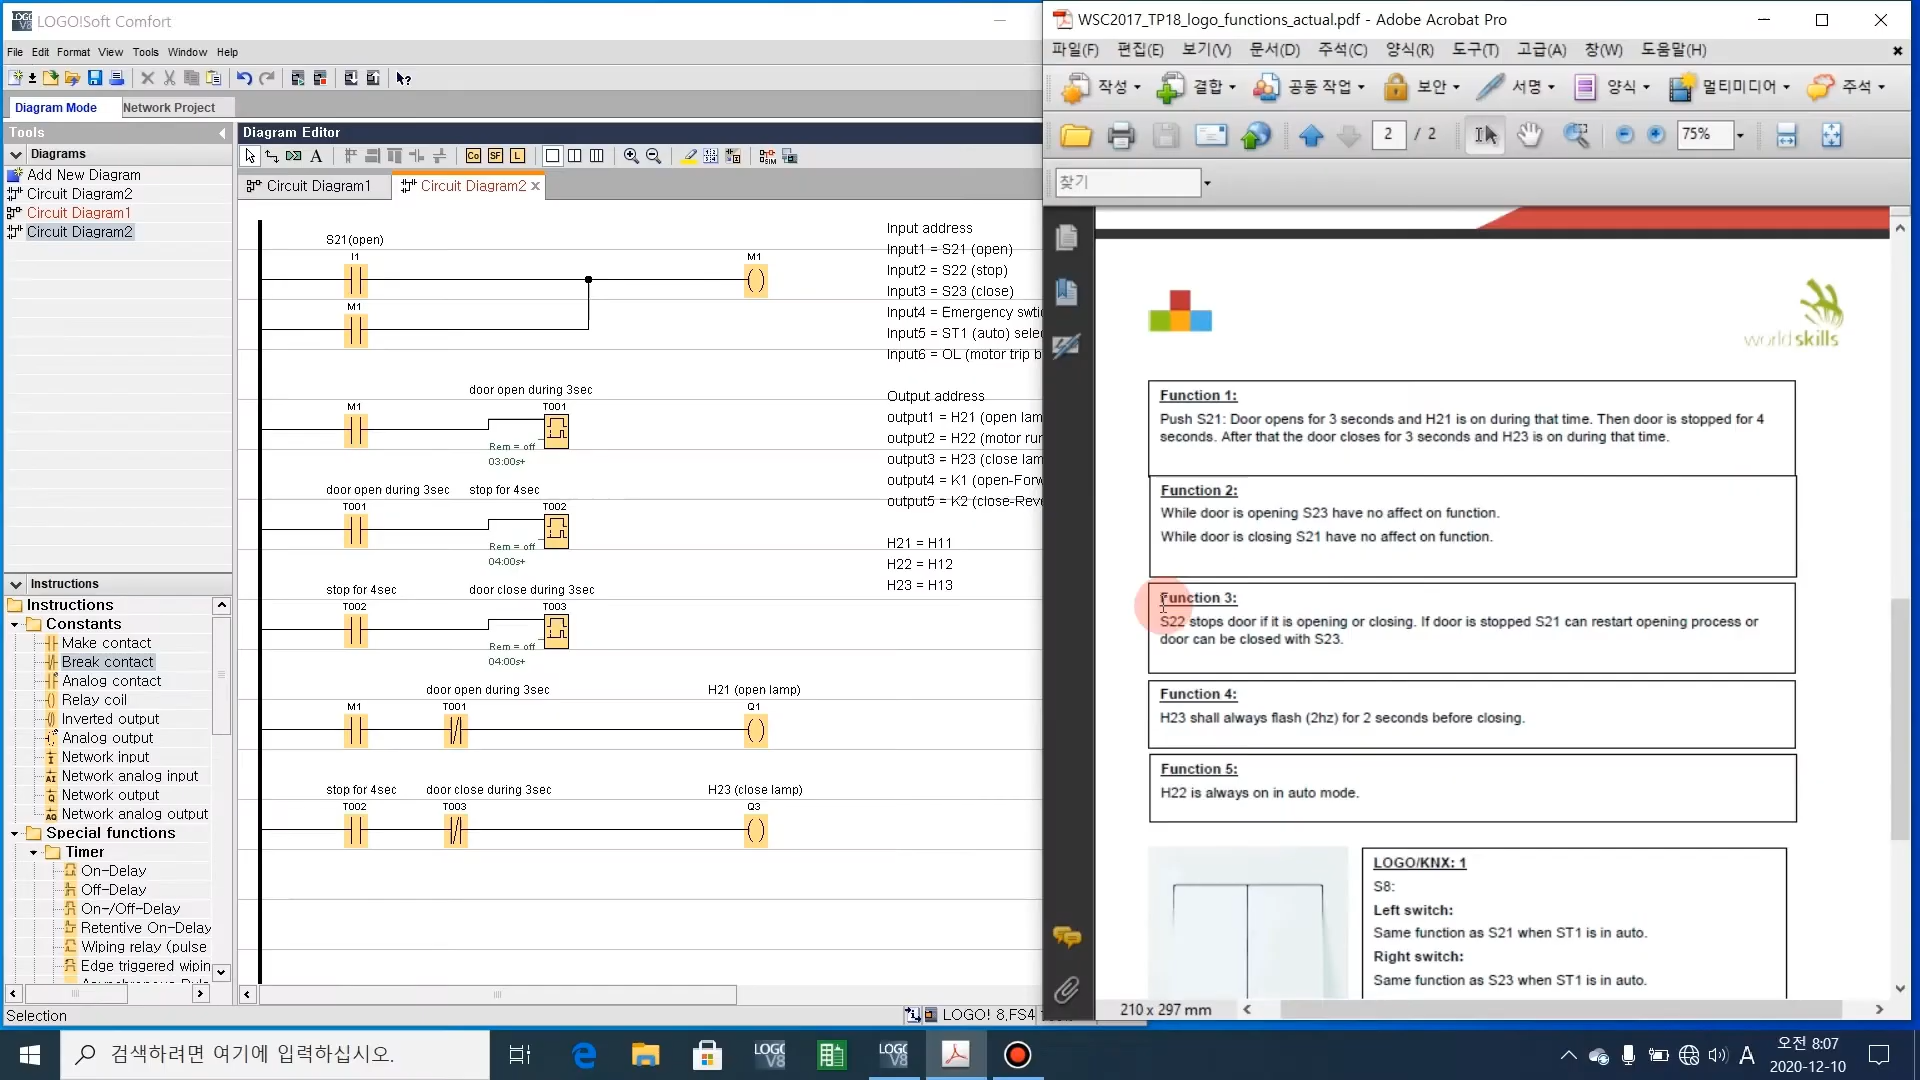 LOGO!Soft Comfort
File Edit Format View Tools Window Help
Diagram Mode
Network Project
Tools
Diagrams
Add New Diagram
Circuit Diagram2
Circuit Diagram1
Circuit Diagram2
Instructions
Instructions
Constants
Make contact
Break contact
Analog contact
Relay coil
Inverted output
Analog output
Network input
Network analog input
Network output
Network analog output
Special functions
Timer
On-Delay
Off-Delay
On-/Off-Delay
Retentive On-Delay
Wiping relay (pulse
Edge triggered wipin
Selection
Diagram Editor
Co SF L
Circuit Diagram1
Circuit Diagram2
S21(open)
I1
M1
M1
door open during 3sec
M1
T001
Rem = off
03:00s+
door open during 3sec stop for 4sec
T001
T002
Rem = off
04:00s+
stop for 4sec door close during 3sec
T002
T003
Rem = off
04:00s+
door open during 3sec H21 (open lamp)
M1
T001
Q1
stop for 4sec door close during 3sec H23 (close lamp)
T002
T003
Q3
Input address
Input1 = S21 (open)
Input2 = S22 (stop)
Input3 = S23 (close)
Input4 = Emergency swti
Input5 = ST1 (auto) sele
Input6 = OL (motor trip b
Output address
output1 = H21 (open lam
output2 = H22 (motor run
output3 = H23 (close lam
output4 = K1 (open-Forw
output5 = K2 (close-Reve
H21 = H11
H22 = H12
H23 = H13
LOGO! 8.FS4
WSC2017_TP18_logo_functions_actual.pdf - Adobe Acrobat Pro
파일(F) 편집(E) 보기(V) 문서(D) 주석(C) 양식(R) 도구(T) 고급(A) 창(W) 도움말(H)
작성 결합 공동 작업 보안 서명 양식 멀티미디어 주석
2 / 2 75%
찾기
worldskills
Function 1:
Push S21: Door opens for 3 seconds and H21 is on during that time. Then door is stopped for 4
seconds. After that the door closes for 3 seconds and H23 is on during that time.
Function 2:
While door is opening S23 have no affect on function.
While door is closing S21 have no affect on function.
Function 3:
S22 stops door if it is opening or closing. If door is stopped S21 can restart opening process or
door can be closed with S23.
Function 4:
H23 shall always flash (2hz) for 2 seconds before closing.
Function 5:
H22 is always on in auto mode.
LOGO/KNX: 1
S8:
Left switch:
Same function as S21 when ST1 is in auto.
Right switch:
Same function as S23 when ST1 is in auto.
210 x 297 mm
검색하려면 여기에 입력하십시오.
A
오전 8:07
2020-12-10